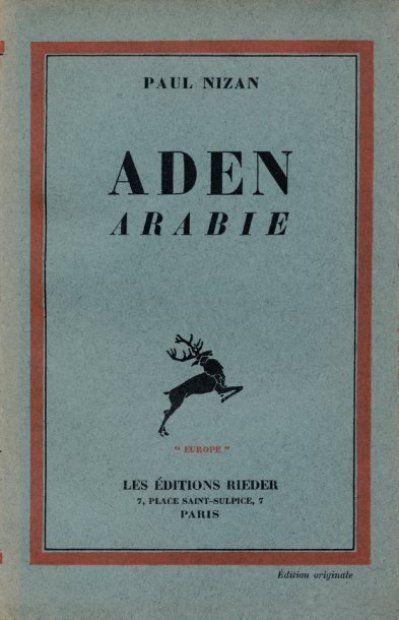 PAUL NIZAN
ADEN
ARABIE
" EUROPE "
LES ÉDITIONS RIEDER
7, PLACE SAINT-SULPICE, 7
PARIS
Édition originale